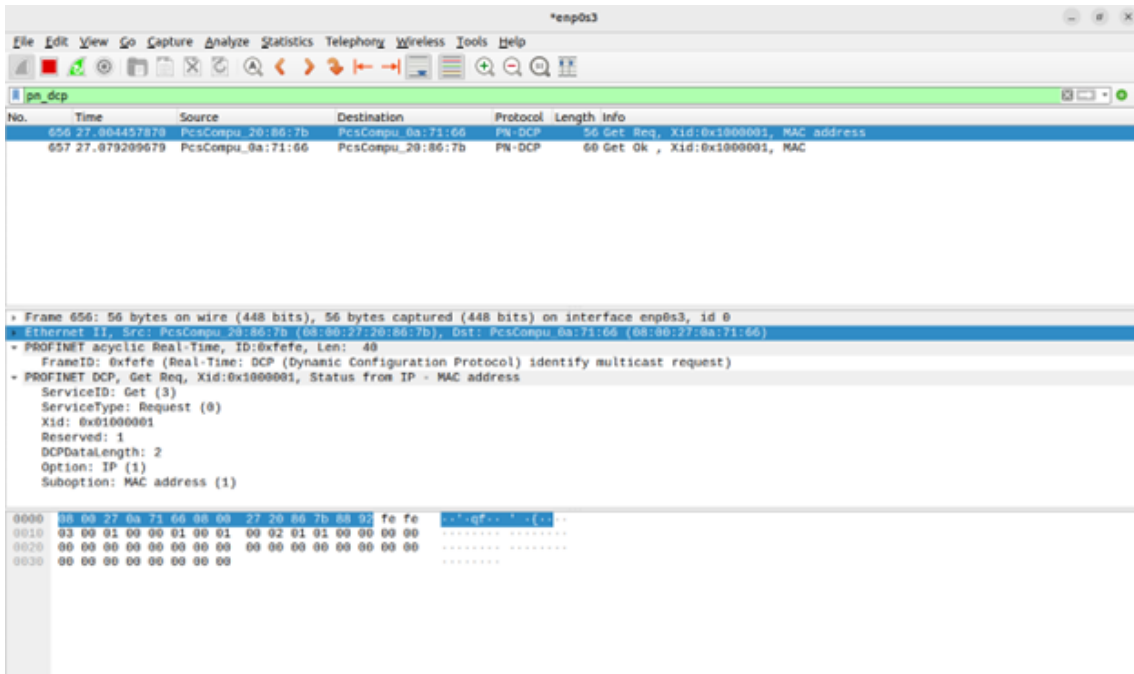 *enp0s3
File Edit View Go Capture Analyze Statistics Telephony Wireless Tools Help
pn_dcp
No. Time Source Destination Protocol Length Info
656 27.004457870 PcsCompu_20:86:7b PcsCompu_0a:71:66 PN-DCP 56 Get Req, Xid:0x1000001, MAC address
657 27.079209679 PcsCompu_0a:71:66 PcsCompu_20:86:7b PN-DCP 60 Get Ok , Xid:0x1000001, MAC
Frame 656: 56 bytes on wire (448 bits), 56 bytes captured (448 bits) on interface enp0s3, id 0
Ethernet II, Src: PcsCompu_20:86:7b (08:00:27:20:86:7b), Dst: PcsCompu_0a:71:66 (08:00:27:0a:71:66)
PROFINET acyclic Real-Time, ID:0xfefe, Len: 40
FrameID: 0xfefe (Real-Time: DCP (Dynamic Configuration Protocol) identify multicast request)
PROFINET DCP, Get Req, Xid:0x1000001, Status from IP - MAC address
ServiceID: Get (3)
ServiceType: Request (0)
Xid: 0x01000001
Reserved: 1
DCPDataLength: 2
Option: IP (1)
Suboption: MAC address (1)
0000 08 00 27 0a 71 66 08 00 27 20 86 7b 88 92 fe fe ··'·qf·· ' ·{····
0010 03 00 01 00 00 01 00 01 00 02 01 01 00 00 00 00 ········ ········
0020 00 00 00 00 00 00 00 00 00 00 00 00 00 00 00 00 ········ ········
0030 00 00 00 00 00 00 00 00 ········